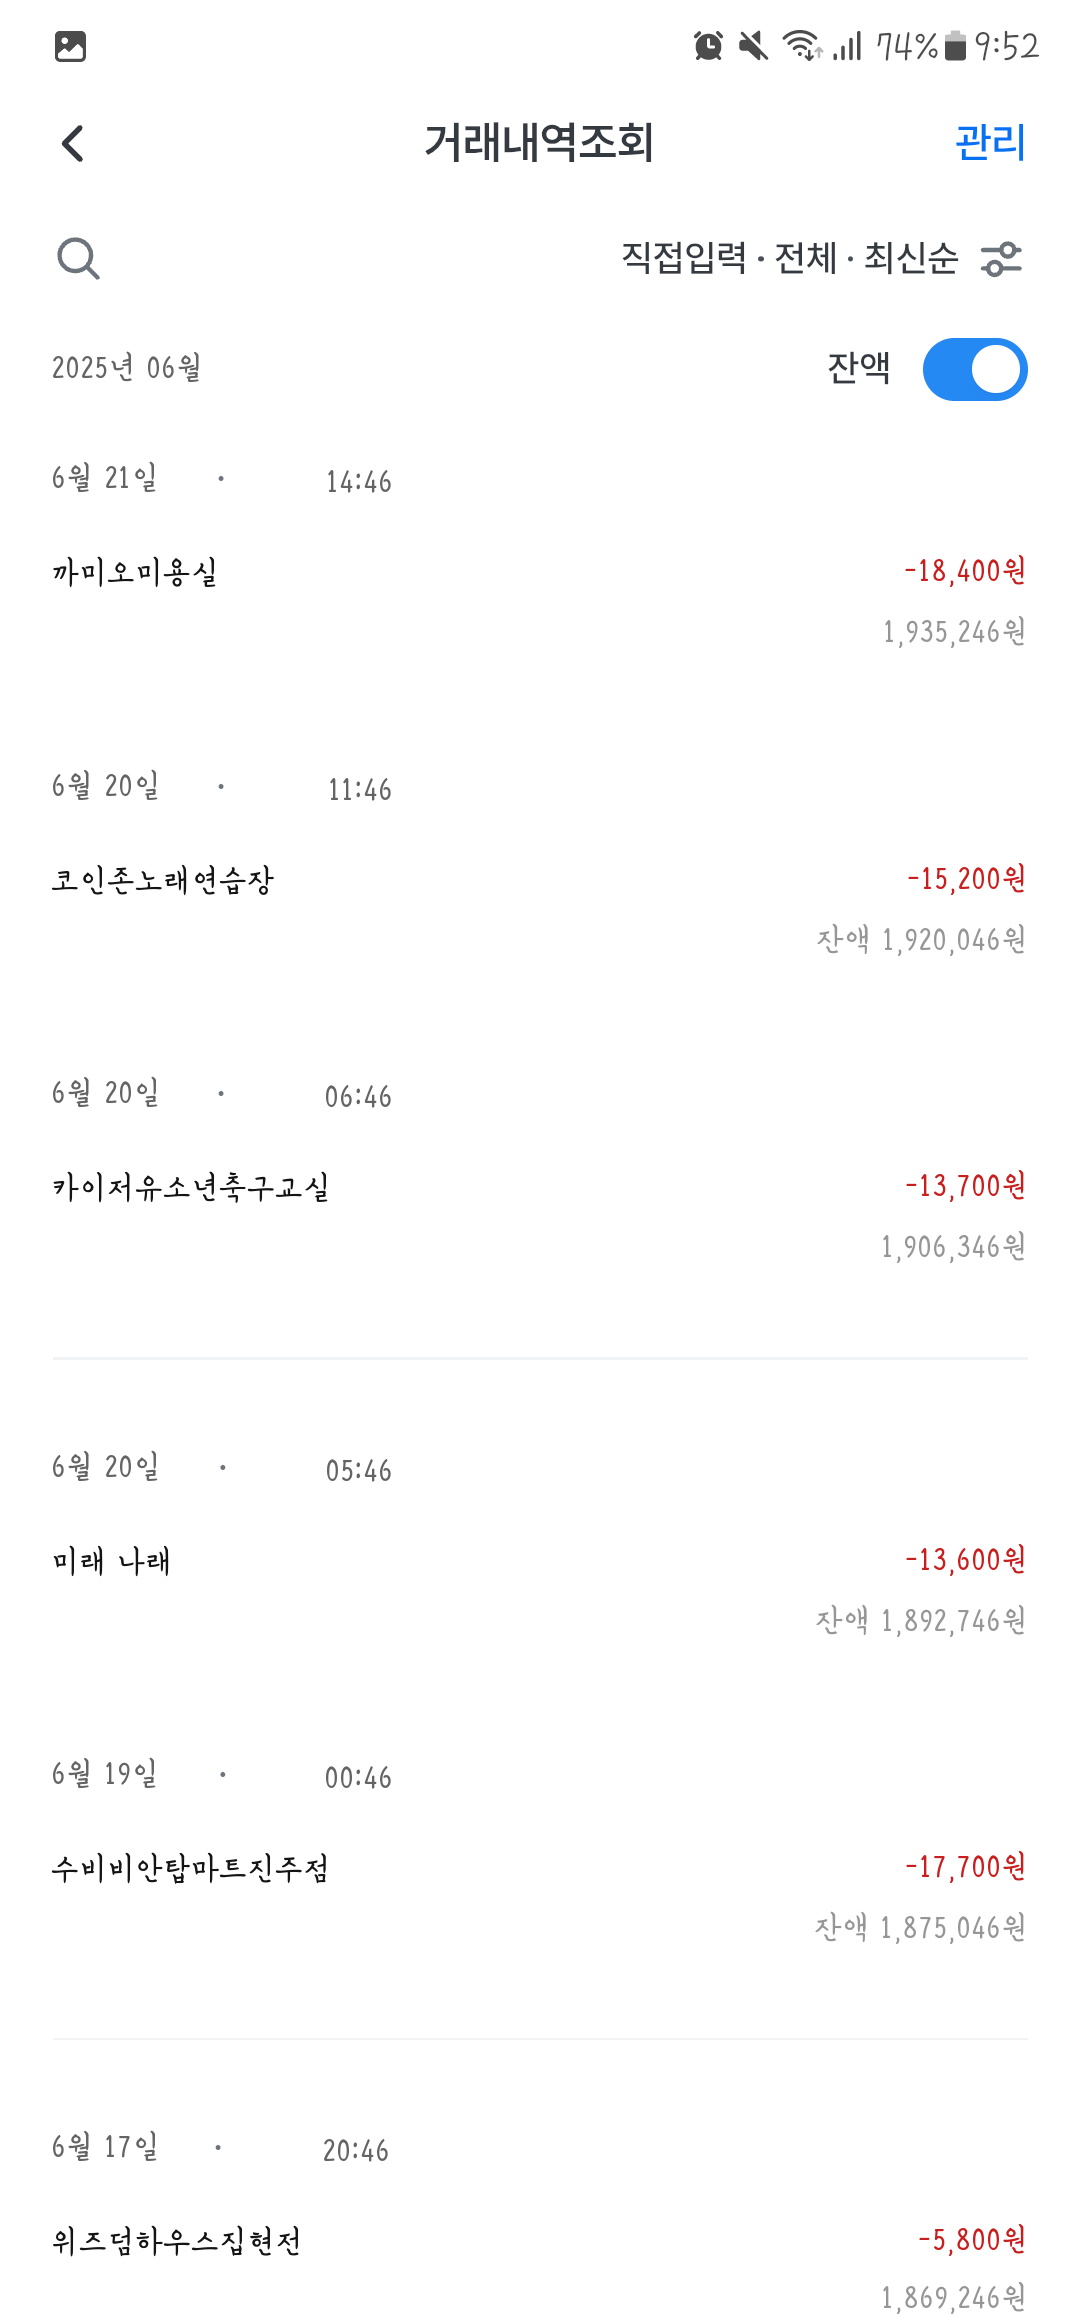 74% 9:52
거래내역조회 관리
직접입력 · 전체 · 최신순
2025년 06월 잔액
6월 21일 · 14:46
까미오미용실 -18,400원
1,935,246원
6월 20일 · 11:46
코인존노래연습장 -15,200원
잔액 1,920,046원
6월 20일 · 06:46
카이저유소년축구교실 -13,700원
1,906,346원
6월 20일 · 05:46
미래 나래 -13,600원
잔액 1,892,746원
6월 19일 · 00:46
수비비안탑마트진주점 -17,700원
잔액 1,875,046원
6월 17일 · 20:46
위즈덤하우스집현전 -5,800원
1,869,246원